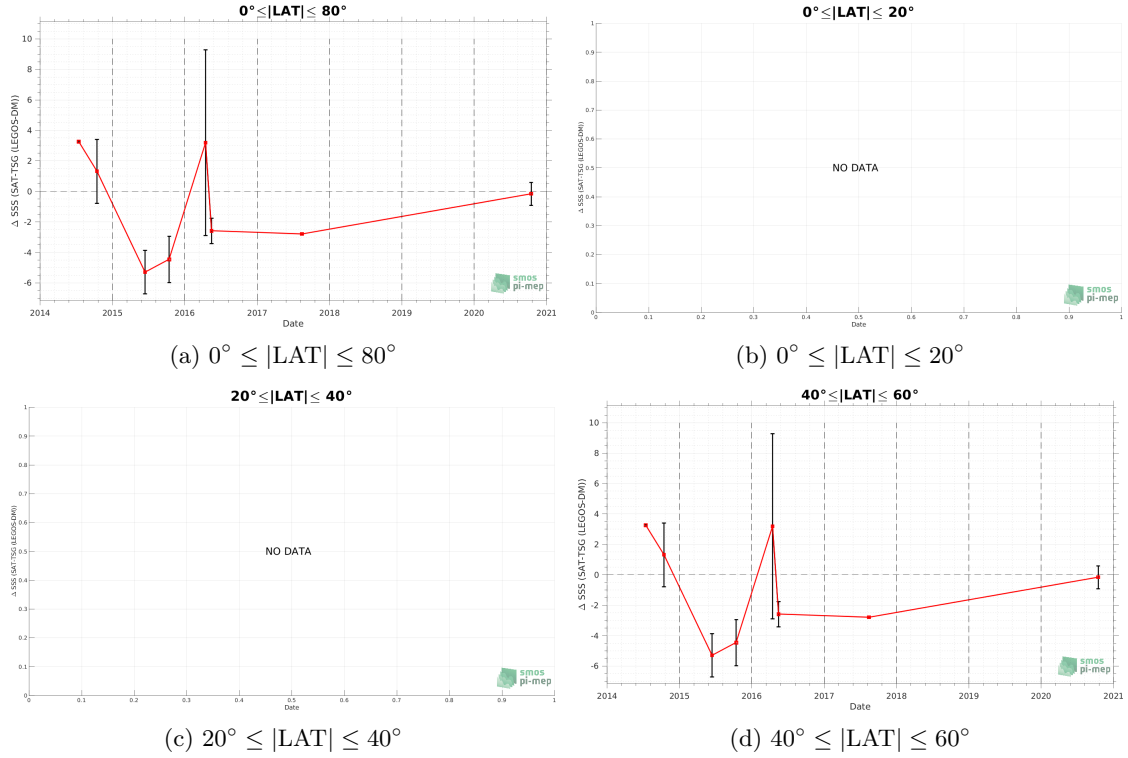 0°≤|LAT|≤ 80°
Δ SSS (SAT-TSG (LEGOS-DM))
10
8
6
4
2
0
-2
-4
-6
2014 2015 2016 2017 2018 2019 2020 2021
Date
smos
pi-mep
(a) 0° ≤ |LAT| ≤ 80°
0°≤|LAT|≤ 20°
Δ SSS (SAT-TSG (LEGOS-DM))
1
0.9
0.8
0.7
0.6
0.5
0.4
0.3
0.2
0.1
0
NO DATA
0 0.1 0.2 0.3 0.4 0.5 0.6 0.7 0.8 0.9 1
Date
smos
pi-mep
(b) 0° ≤ |LAT| ≤ 20°
20°≤|LAT|≤ 40°
Δ SSS (SAT-TSG (LEGOS-DM))
1
0.9
0.8
0.7
0.6
0.5
0.4
0.3
0.2
0.1
0
NO DATA
0 0.1 0.2 0.3 0.4 0.5 0.6 0.7 0.8 0.9 1
Date
smos
pi-mep
(c) 20° ≤ |LAT| ≤ 40°
40°≤|LAT|≤ 60°
Δ SSS (SAT-TSG (LEGOS-DM))
10
8
6
4
2
0
-2
-4
-6
2014 2015 2016 2017 2018 2019 2020 2021
Date
smos
pi-mep
(d) 40° ≤ |LAT| ≤ 60°